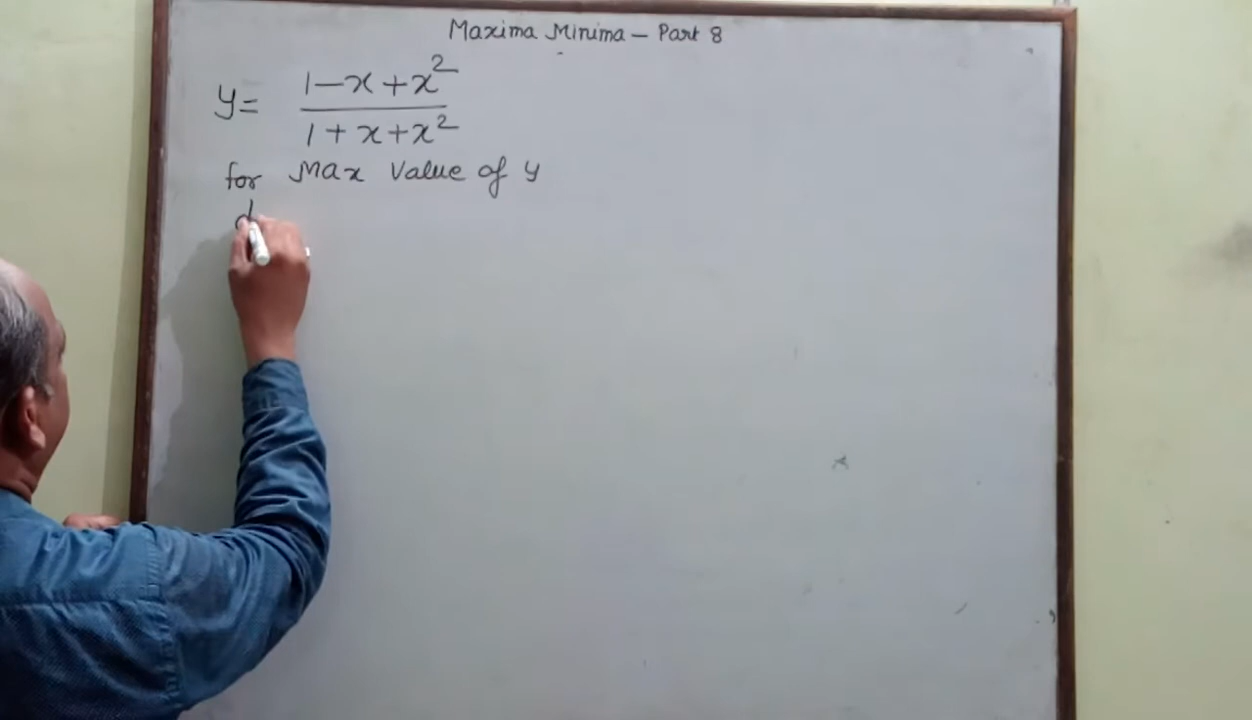 Maxima Minima – Part 8
y = (1-x+x²)/(1+x+x²)
for Max Value of y
d